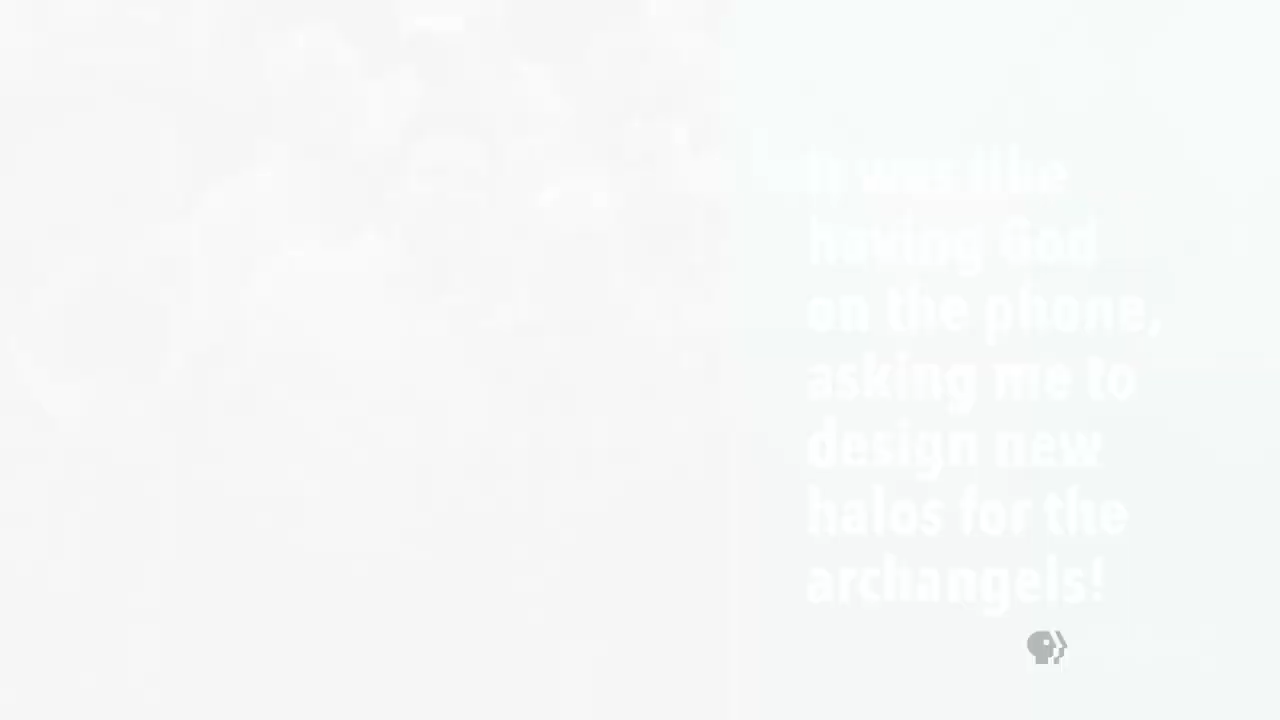 It was like
having God
on the phone,
asking me to
design new
halos for the
archangels!